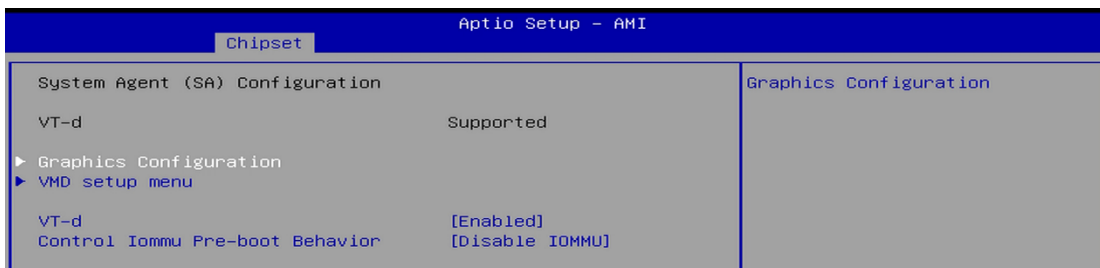 Aptio Setup – AMI
Chipset
System Agent (SA) Configuration
Graphics Configuration
VT-d Supported
Graphics Configuration
VMD setup menu
VT-d [Enabled]
Control Iommu Pre-boot Behavior [Disable IOMMU]